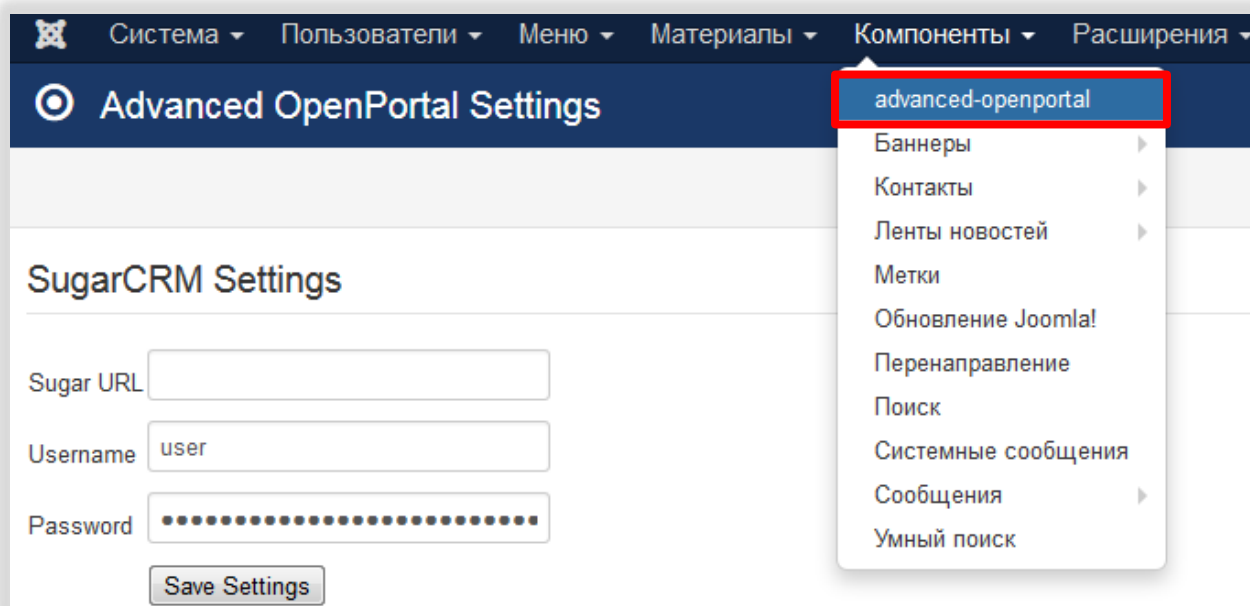 Система Пользователи Меню Материалы Компоненты Расширения
Advanced OpenPortal Settings
advanced-openportal
Баннеры
Контакты
Ленты новостей
Метки
Обновление Joomla!
Перенаправление
Поиск
Системные сообщения
Сообщения
Умный поиск
SugarCRM Settings
Sugar URL
Username user
Password ••••••••••••••••••••••••••
Save Settings